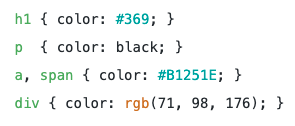 h1 { color: #369; }
p  { color: black; }
a, span { color: #B1251E; }
div { color: rgb(71, 98, 176); }